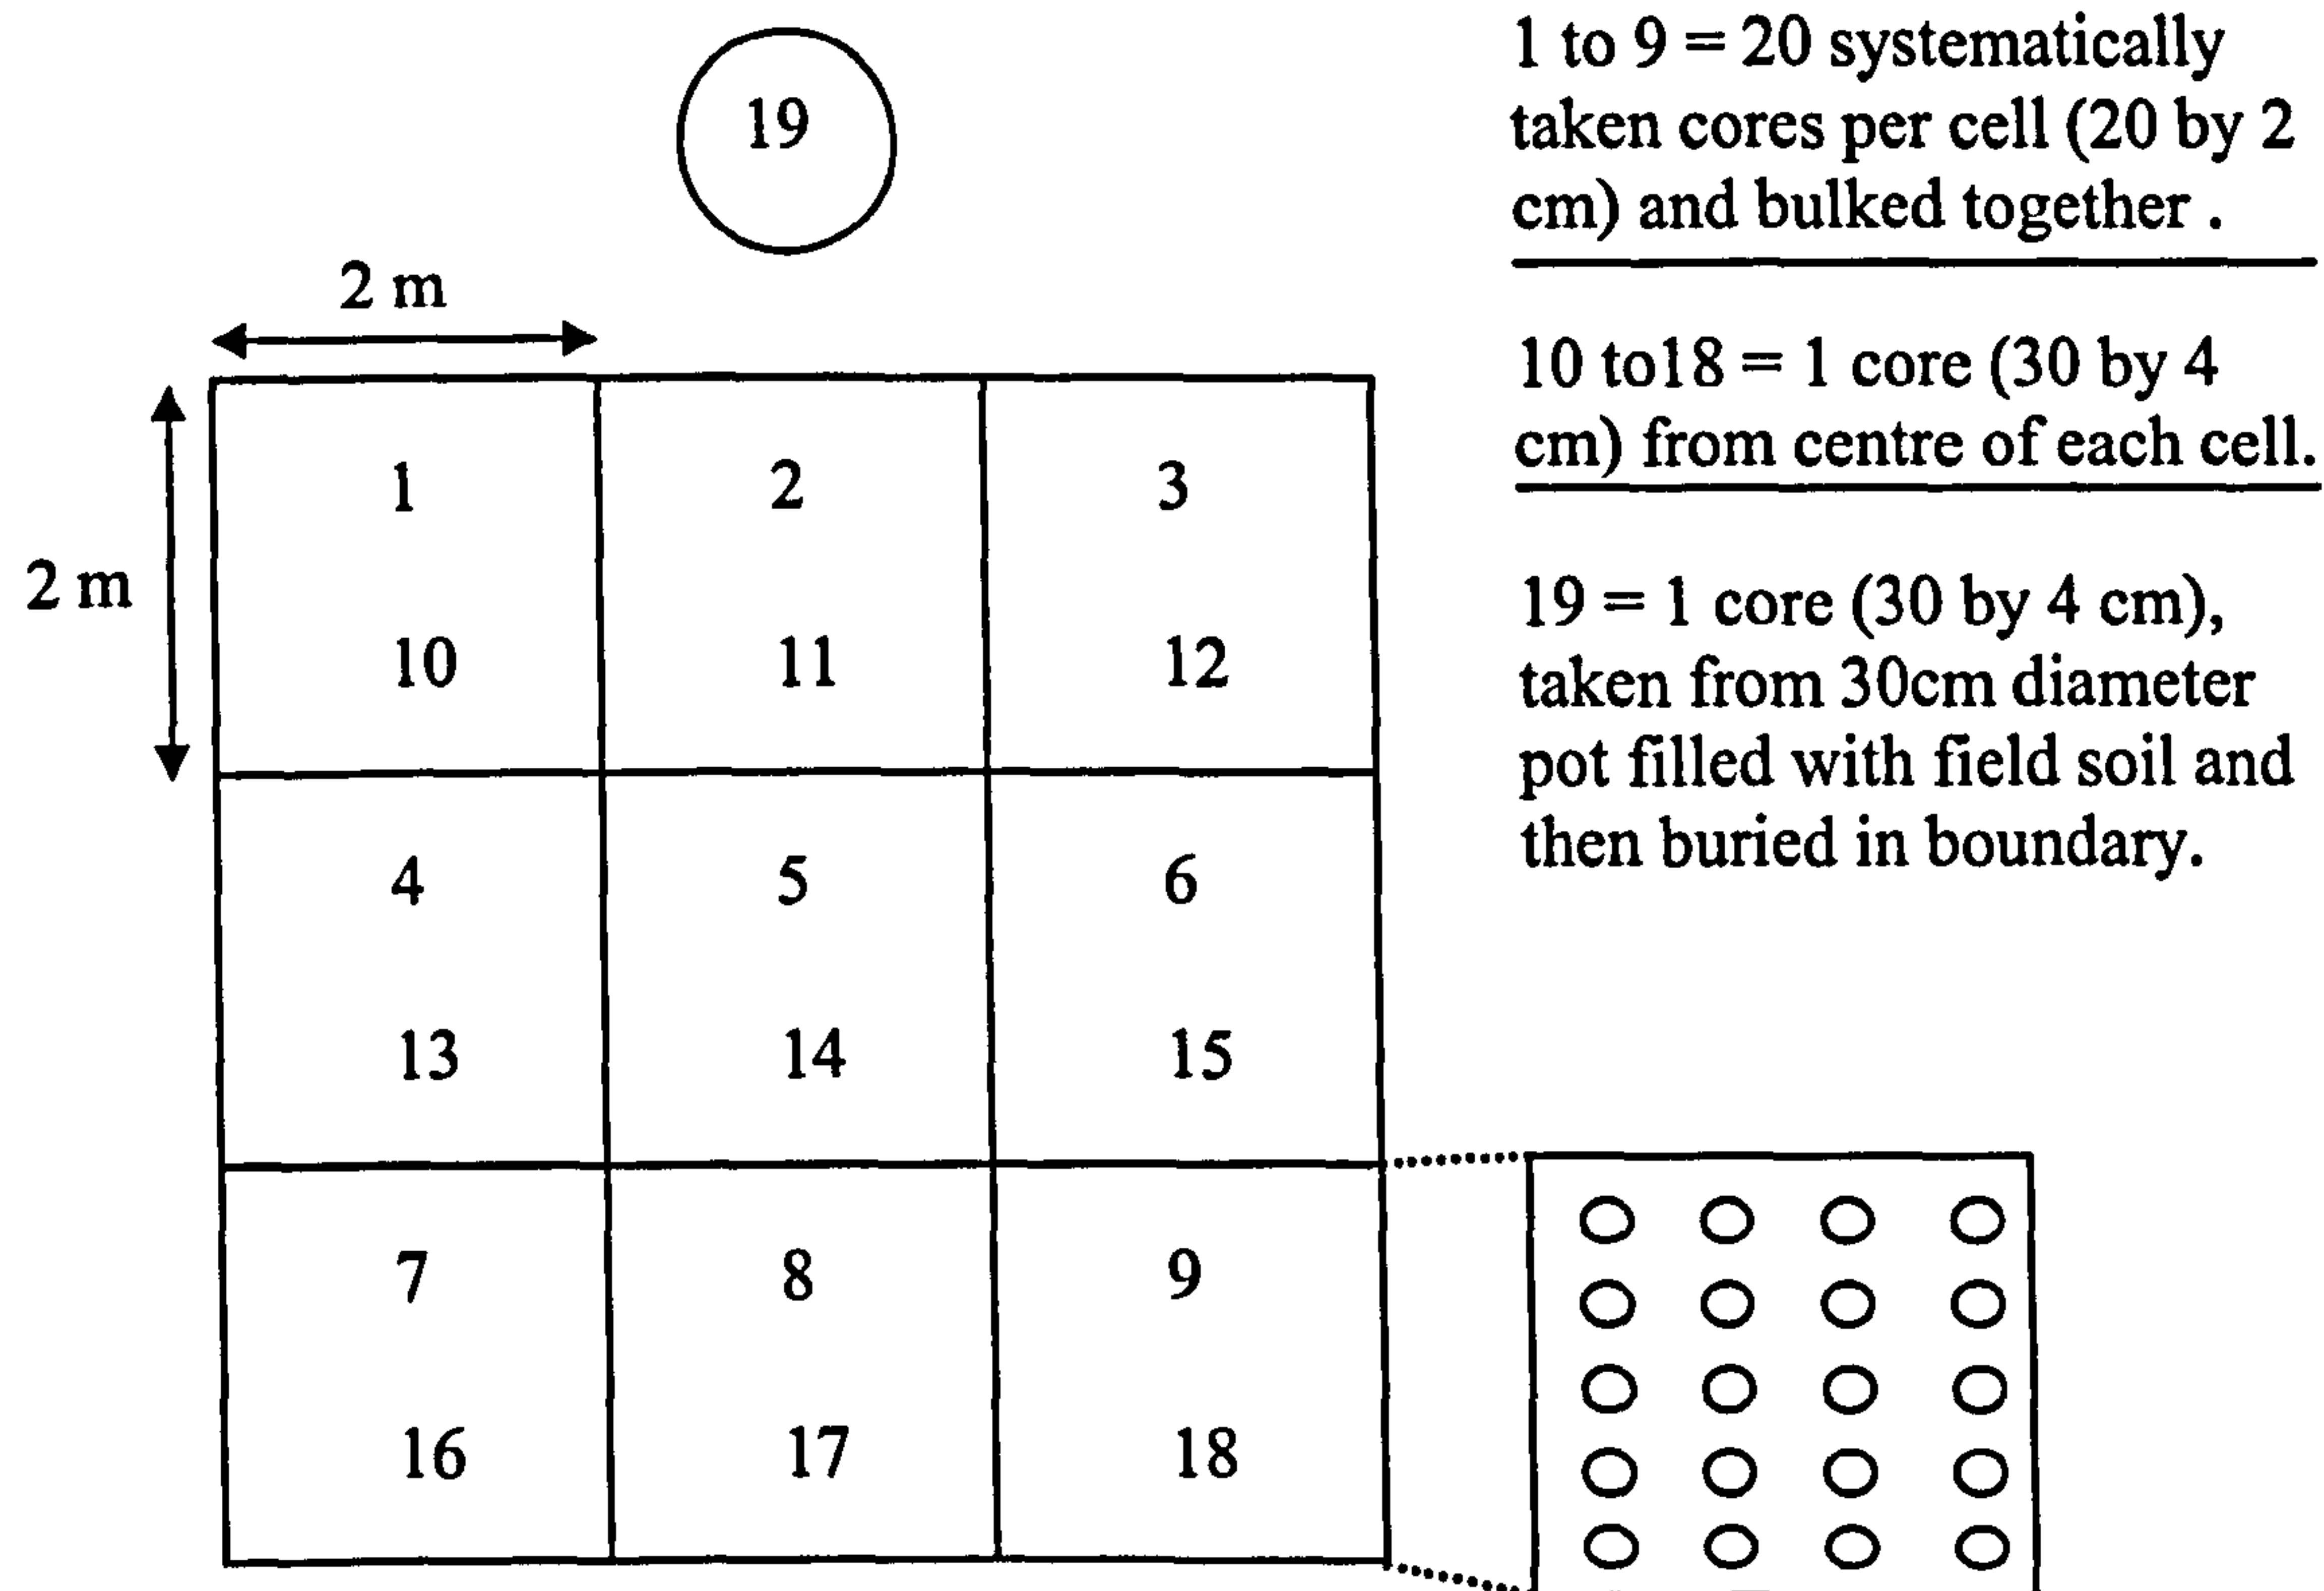 19
1 to 9 = 20 systematically
taken cores per cell (20 by 2
cm) and bulked together .
10 to18 = 1 core (30 by 4
cm) from centre of each cell.
19 = 1 core (30 by 4 cm),
taken from 30cm diameter
pot filled with field soil and
then buried in boundary.
2 m
2 m
1 2 3
10 11 12
4 5 6
13 14 15
7 8 9
16 17 18